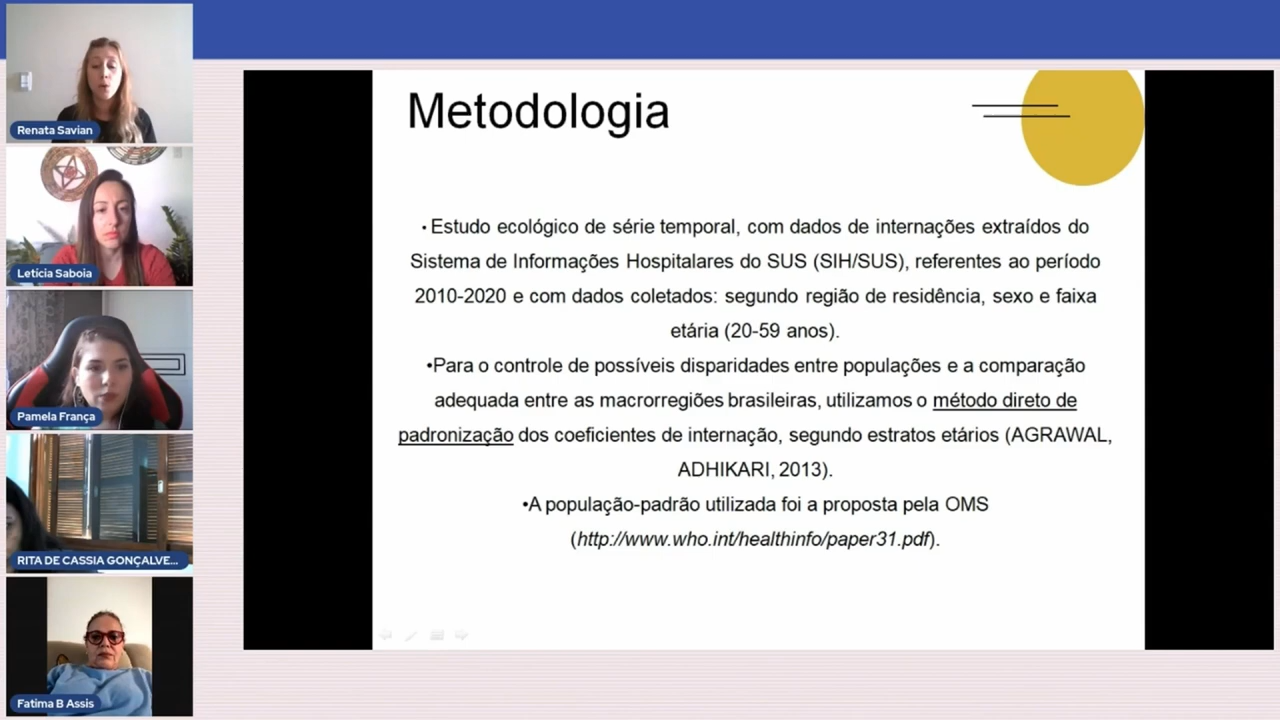 Renata Savian
Letícia Saboia
Pamela França
RITA DE CASSIA GONÇALVE...
Fatima B Assis
Metodologia
• Estudo ecológico de série temporal, com dados de internações extraídos do
Sistema de Informações Hospitalares do SUS (SIH/SUS), referentes ao período
2010-2020 e com dados coletados: segundo região de residência, sexo e faixa
etária (20-59 anos).
•Para o controle de possíveis disparidades entre populações e a comparação
adequada entre as macrorregiões brasileiras, utilizamos o método direto de
padronização dos coeficientes de internação, segundo estratos etários (AGRAWAL,
ADHIKARI, 2013).
•A população-padrão utilizada foi a proposta pela OMS
(http://www.who.int/healthinfo/paper31.pdf).